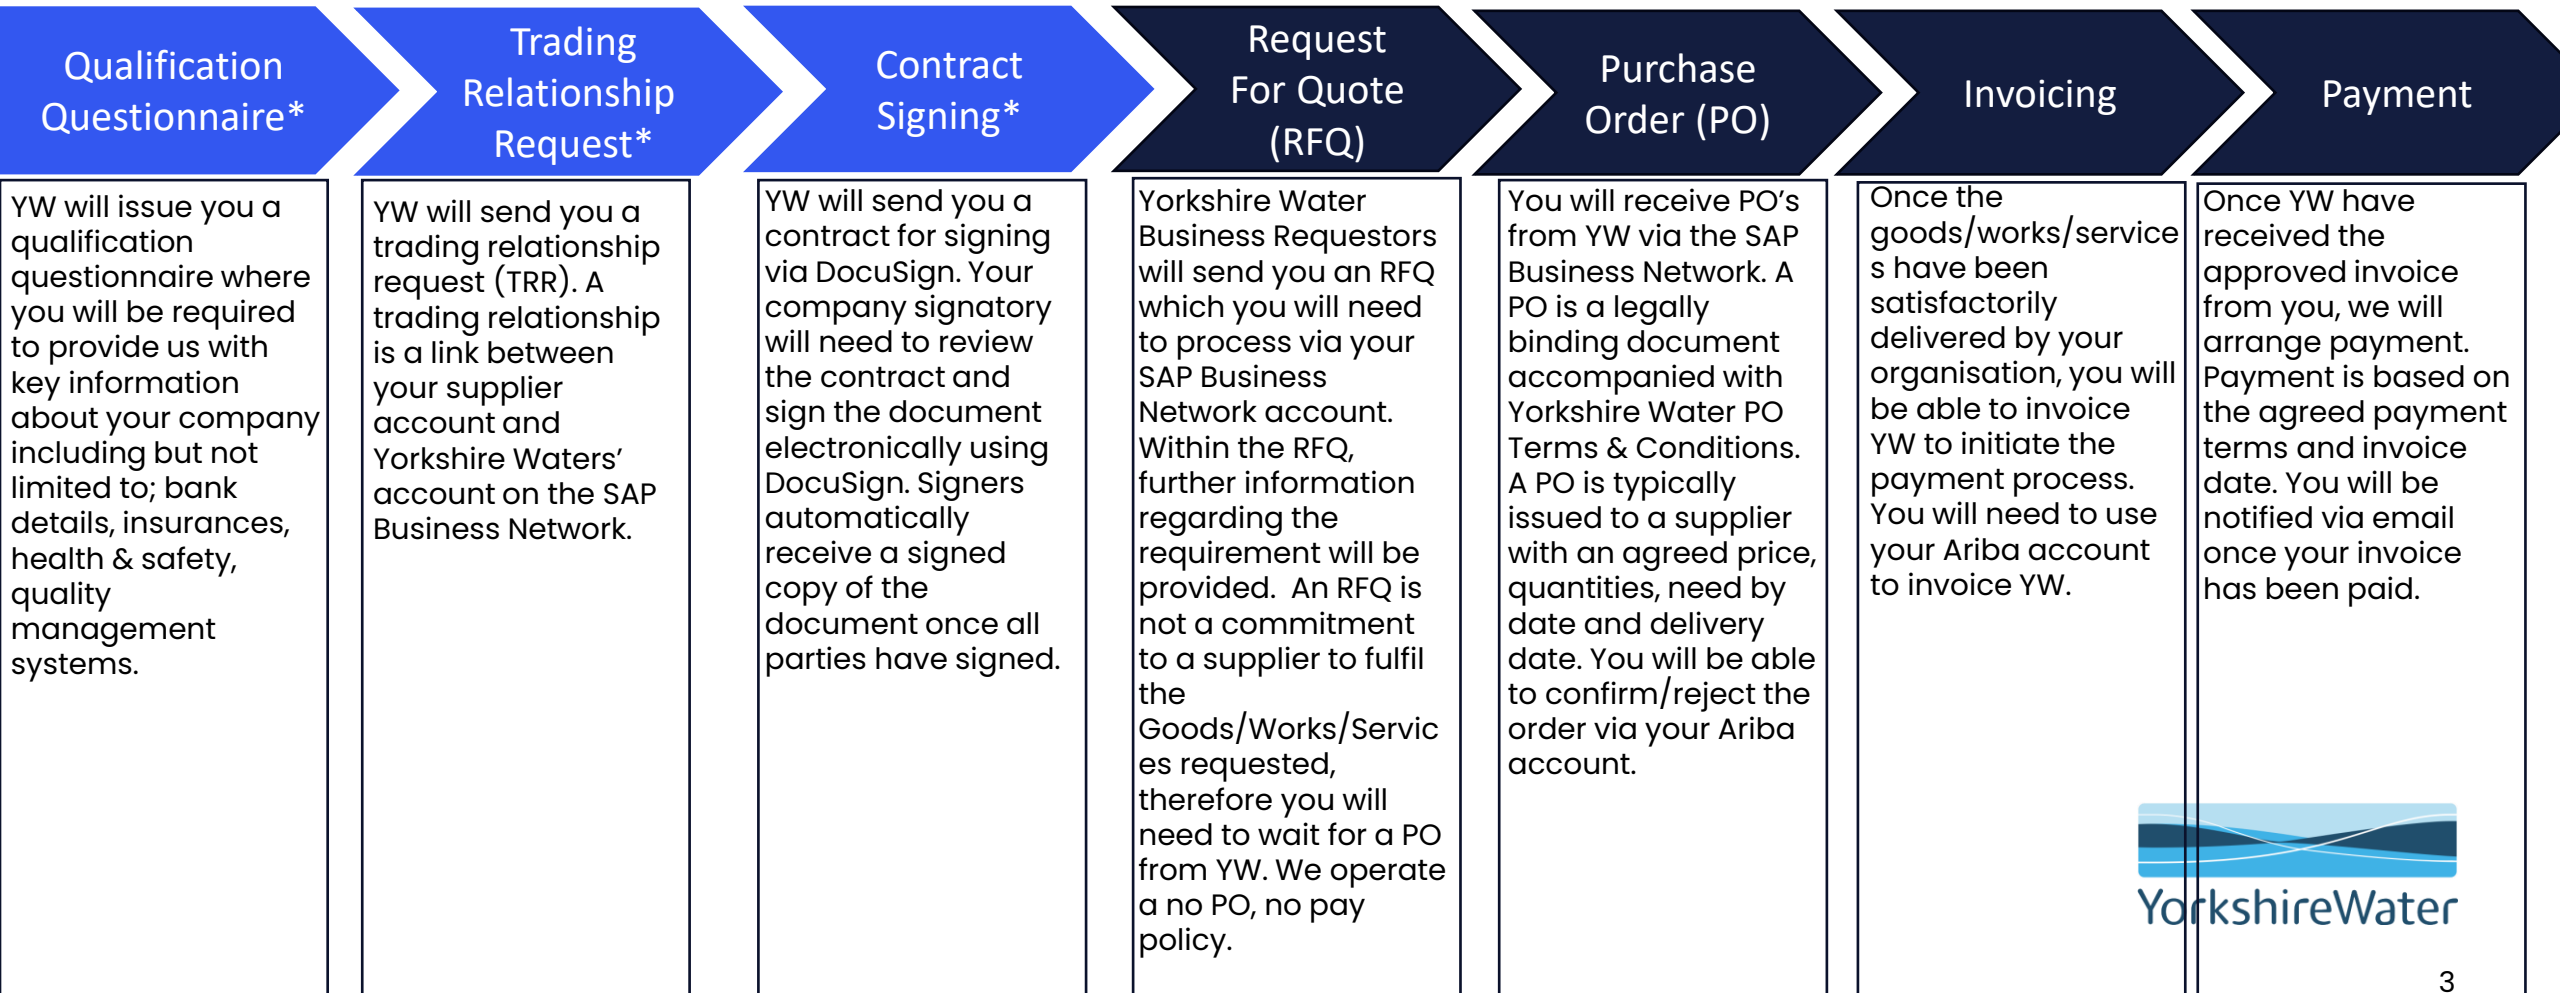 Qualification
Questionnaire*
Trading
Relationship
Request*
Contract
Signing*
Request
For Quote
(RFQ)
Purchase
Order (PO)
Invoicing
Payment
YW will issue you a
qualification
questionnaire where
you will be required
to provide us with
key information
about your company
including but not
limited to; bank
details, insurances,
health & safety,
quality
management
systems.
YW will send you a
trading relationship
request (TRR). A
trading relationship
is a link between
your supplier
account and
Yorkshire Waters’
account on the SAP
Business Network.
YW will send you a
contract for signing
via DocuSign. Your
company signatory
will need to review
the contract and
sign the document
electronically using
DocuSign. Signers
automatically
receive a signed
copy of the
document once all
parties have signed.
Yorkshire Water
Business Requestors
will send you an RFQ
which you will need
to process via your
SAP Business
Network account.
Within the RFQ,
further information
regarding the
requirement will be
provided.  An RFQ is
not a commitment
to a supplier to fulfil
the
Goods/Works/Servic
es requested,
therefore you will
need to wait for a PO
from YW. We operate
a no PO, no pay
policy.
You will receive PO’s
from YW via the SAP
Business Network. A
PO is a legally
binding document
accompanied with
Yorkshire Water PO
Terms & Conditions.
A PO is typically
issued to a supplier
with an agreed price,
quantities, need by
date and delivery
date. You will be able
to confirm/reject the
order via your Ariba
account.
Once the
goods/works/service
s have been
satisfactorily
delivered by your
organisation, you will
be able to invoice
YW to initiate the
payment process.
You will need to use
your Ariba account
to invoice YW.
Once YW have
received the
approved invoice
from you, we will
arrange payment.
Payment is based on
the agreed payment
terms and invoice
date. You will be
notified via email
once your invoice
has been paid.
YorkshireWater
3